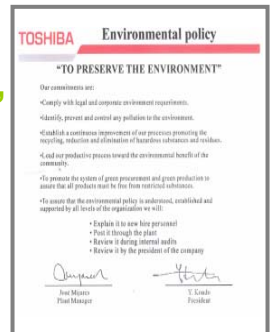 TOSHIBA
Environmental policy
"TO PRESERVE THE ENVIRONMENT"
Our commitments are:
•Comply with legal and corporate environment requeriments.
•Identify, prevent and control any pollution to the environment.
•Establish a continuous improvement of our processes promoting the
recycling, reduction and elimination of hazardous substances and residues.
•Lead our productive process toward the environmental benefit of the
community.
•To promote the system of green procurement and green production to
assure that all products must be free from restricted substances.
•To assure that the environmental policy is understood, established and
supported by all levels of the organization we will:
• Explain it to new hire personnel
• Post it through the plant
• Review it during internal audits
• Review it by the president of the company
José
Plant Manager
Y. Kondo
President